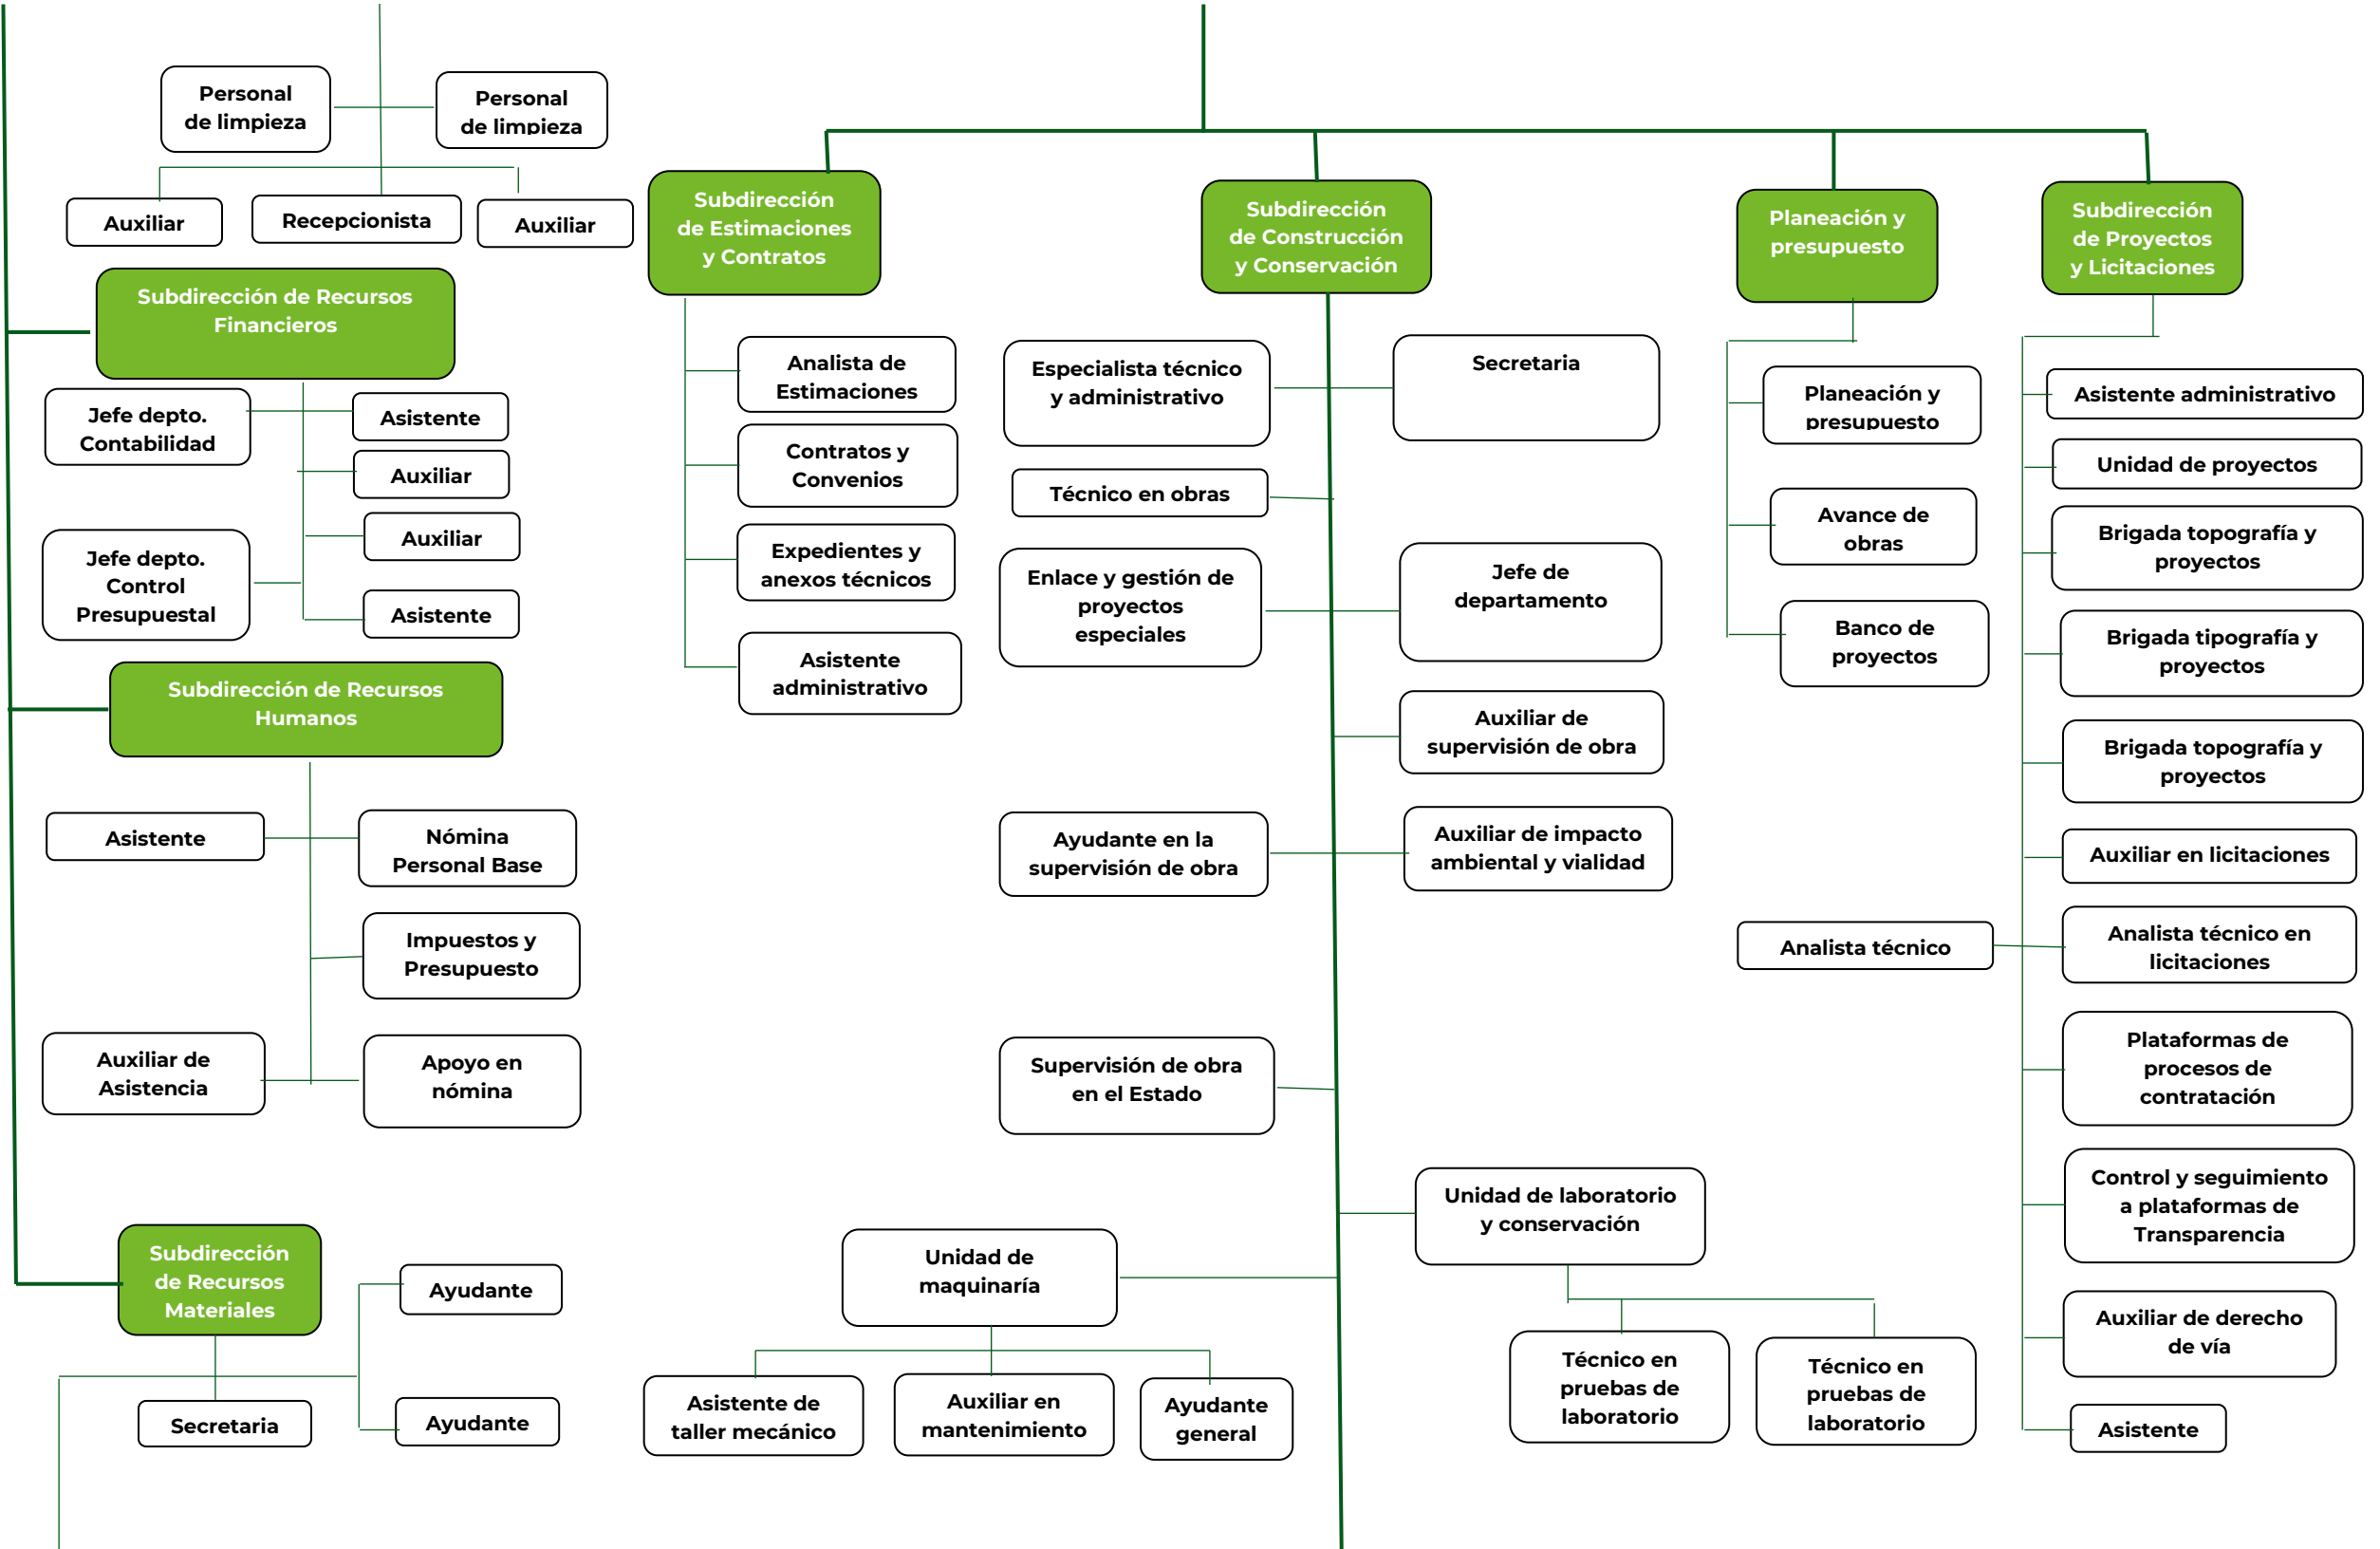 Personal
de limpieza
Personal
de limpieza
Auxiliar
Recepcionista
Auxiliar
Subdirección de Recursos
Financieros
Jefe depto.
Contabilidad
Asistente
Auxiliar
Auxiliar
Jefe depto.
Control
Presupuestal
Asistente
Subdirección de Recursos
Humanos
Asistente
Nómina
Personal Base
Impuestos y
Presupuesto
Auxiliar de
Asistencia
Apoyo en
nómina
Subdirección
de Recursos
Materiales
Ayudante
Ayudante
Secretaria
Subdirección
de Estimaciones
y Contratos
Analista de
Estimaciones
Contratos y
Convenios
Expedientes y
anexos técnicos
Asistente
administrativo
Subdirección
de Construcción
y Conservación
Especialista técnico
y administrativo
Secretaria
Técnico en obras
Enlace y gestión de
proyectos
especiales
Jefe de
departamento
Auxiliar de
supervisión de obra
Ayudante en la
supervisión de obra
Auxiliar de impacto
ambiental y vialidad
Supervisión de obra
en el Estado
Unidad de laboratorio
y conservación
Unidad de
maquinaría
Asistente de
taller mecánico
Auxiliar en
mantenimiento
Ayudante
general
Técnico en
pruebas de
laboratorio
Técnico en
pruebas de
laboratorio
Planeación y
presupuesto
Planeación y
presupuesto
Avance de
obras
Banco de
proyectos
Subdirección
de Proyectos
y Licitaciones
Asistente administrativo
Unidad de proyectos
Brigada topografía y
proyectos
Brigada tipografía y
proyectos
Brigada topografía y
proyectos
Auxiliar en licitaciones
Analista técnico
Analista técnico en
licitaciones
Plataformas de
procesos de
contratación
Control y seguimiento
a plataformas de
Transparencia
Auxiliar de derecho
de vía
Asistente